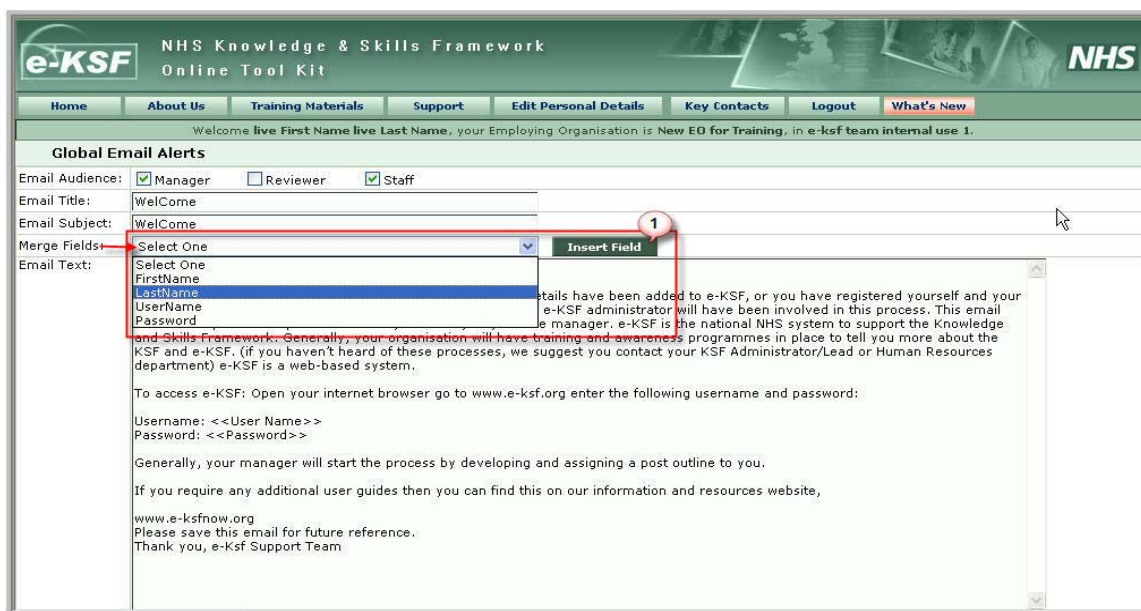 e-KSF
NHS Knowledge & Skills Framework
Online Tool Kit
NHS
Home About Us Training Materials Support Edit Personal Details Key Contacts Logout What's New
Welcome live First Name live Last Name, your Employing Organisation is New EO for Training, in e-ksf team internal use 1.
Global Email Alerts
Email Audience: Manager Reviewer Staff
Email Title: WelCome
Email Subject: WelCome
1
Merge Fields: Select One Insert Field
Email Text:
Select One
FirstName
LastName
UserName
Password
etails have been added to e-KSF, or you have registered yourself and your
e-KSF administrator will have been involved in this process. This email
e manager. e-KSF is the national NHS system to support the Knowledge
and Skills Framework. Generally, your organisation will have training and awareness programmes in place to tell you more about the
KSF and e-KSF. (if you haven't heard of these processes, we suggest you contact your KSF Administrator/Lead or Human Resources
department) e-KSF is a web-based system.
To access e-KSF: Open your internet browser go to www.e-ksf.org enter the following username and password:
Username: <<User Name>>
Password: <<Password>>
Generally, your manager will start the process by developing and assigning a post outline to you.
If you require any additional user guides then you can find this on our information and resources website,
www.e-ksfnow.org
Please save this email for future reference.
Thank you, e-Ksf Support Team